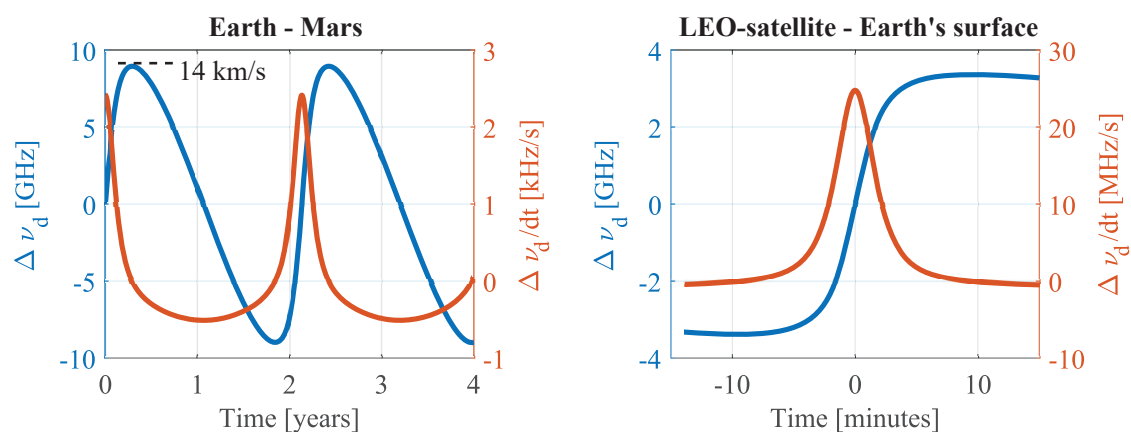 Earth - Mars
10
5
0
-5
-10
Δ ν_d [GHz]
14 km/s
3
2
1
0
-1
Δ ν_d/dt [kHz/s]
0 1 2 3 4
Time [years]
LEO-satellite - Earth's surface
4
2
0
-2
-4
Δ ν_d [GHz]
30
20
10
0
-10
Δ ν_d/dt [MHz/s]
-10 0 10
Time [minutes]